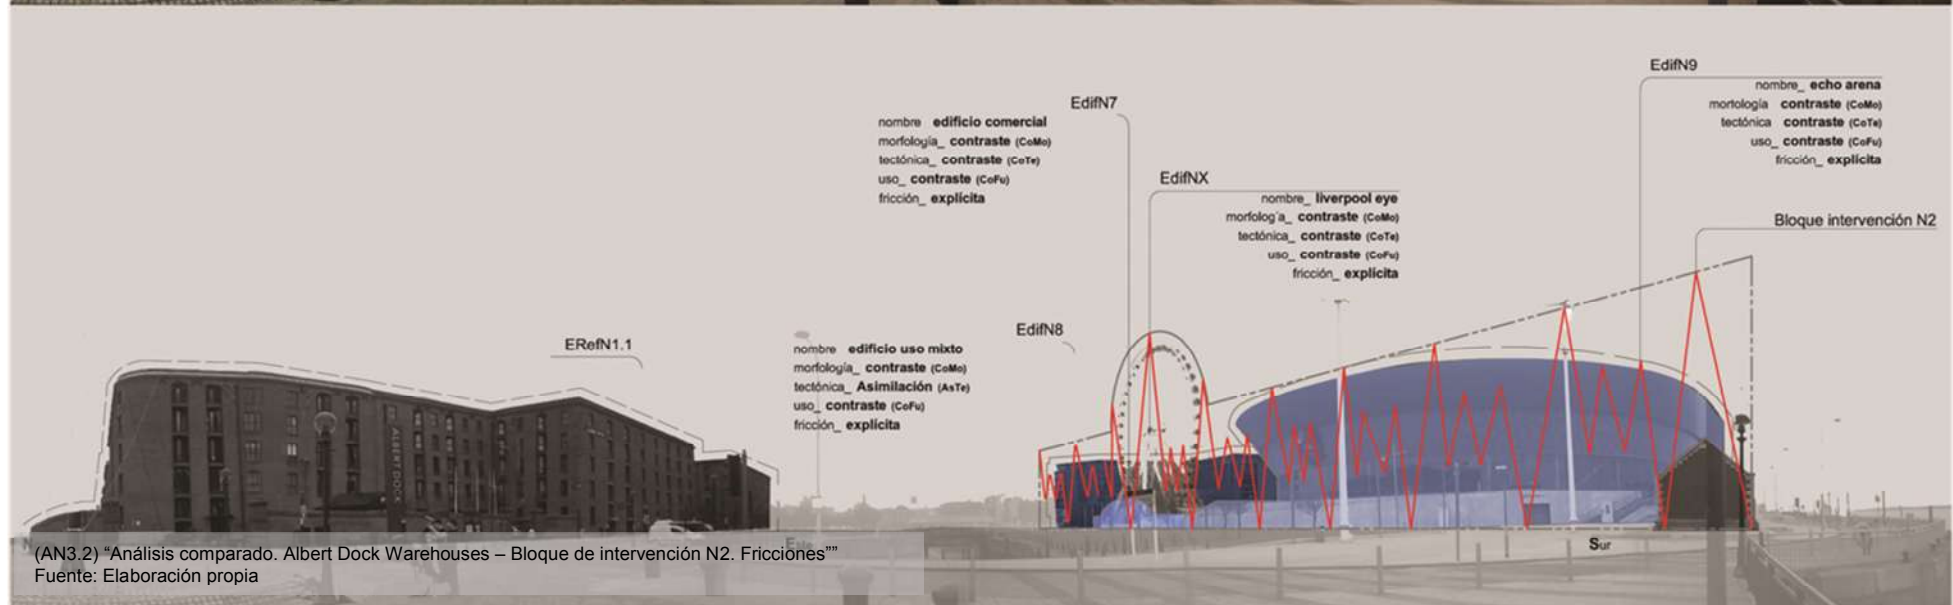 EdifN9
nombre_ echo arena
mortología contraste (CoMo)
tectónica contraste (CoTe)
uso_ contraste (CoFu)
fricción_ explícita
EdifN7
nombre edificio comercial
morfología_ contraste (CoMo)
tectónica_ contraste (CoTe)
uso_ contraste (CoFu)
fricción_ explícita
EdifNX
nombre_ liverpool eye
morfolog'a_ contraste (CoMo)
tectónica_ contraste (CoTe)
uso_ contraste (CoFu)
fricción_ explícita
Bloque intervención N2
EdifN8
nombre edificio uso mixto
morfología_ contraste (CoMo)
tectónica_ Asimilación (AsTe)
uso_ contraste (CoFu)
fricción_ explícita
ERefN1.1
ALBERT DOCK
Este
Sur
(AN3.2) “Análisis comparado. Albert Dock Warehouses – Bloque de intervención N2. Fricciones””
Fuente: Elaboración propia